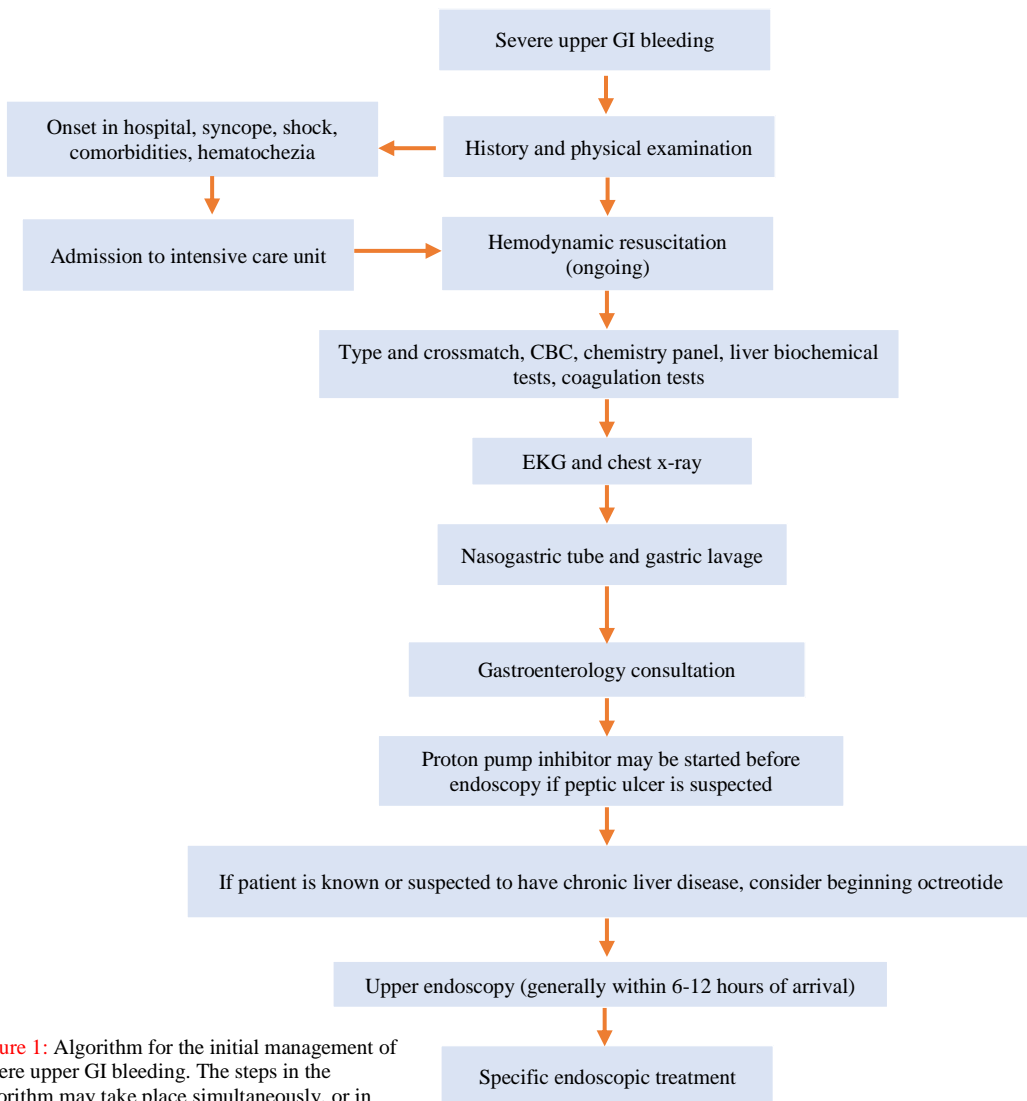 Severe upper GI bleeding
Onset in hospital, syncope, shock,
comorbidities, hematochezia
History and physical examination
Admission to intensive care unit
Hemodynamic resuscitation
(ongoing)
Type and crossmatch, CBC, chemistry panel, liver biochemical
tests, coagulation tests
EKG and chest x-ray
Nasogastric tube and gastric lavage
Gastroenterology consultation
Proton pump inhibitor may be started before
endoscopy if peptic ulcer is suspected
If patient is known or suspected to have chronic liver disease, consider beginning octreotide
Upper endoscopy (generally within 6-12 hours of arrival)
Specific endoscopic treatment
1: Algorithm for the initial management of
upper GI bleeding. The steps in the
may take place simultaneously, or in